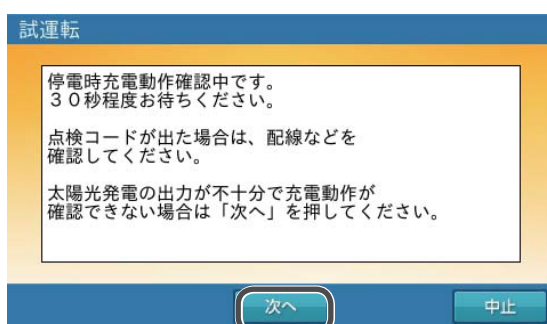 試運転
停電時充電動作確認中です。
３０秒程度お待ちください。
点検コードが出た場合は、配線などを
確認してください。
太陽光発電の出力が不十分で充電動作が
確認できない場合は「次へ」を押してください。
次へ
中止